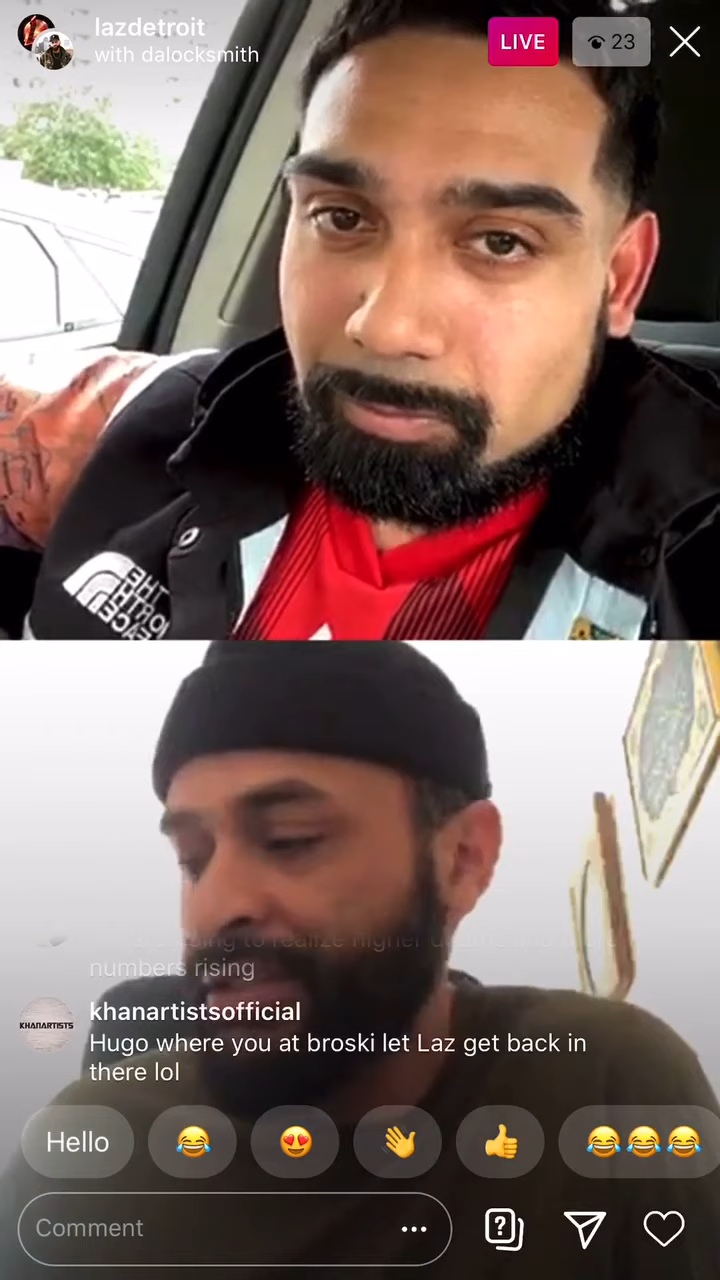 lazdetroit
with dalocksmith
LIVE
23
THE
NORTH
FACE
numbers rising
KHANARTISTS
khanartistsofficial
Hugo where you at broski let Laz get back in
there lol
Hello
Comment